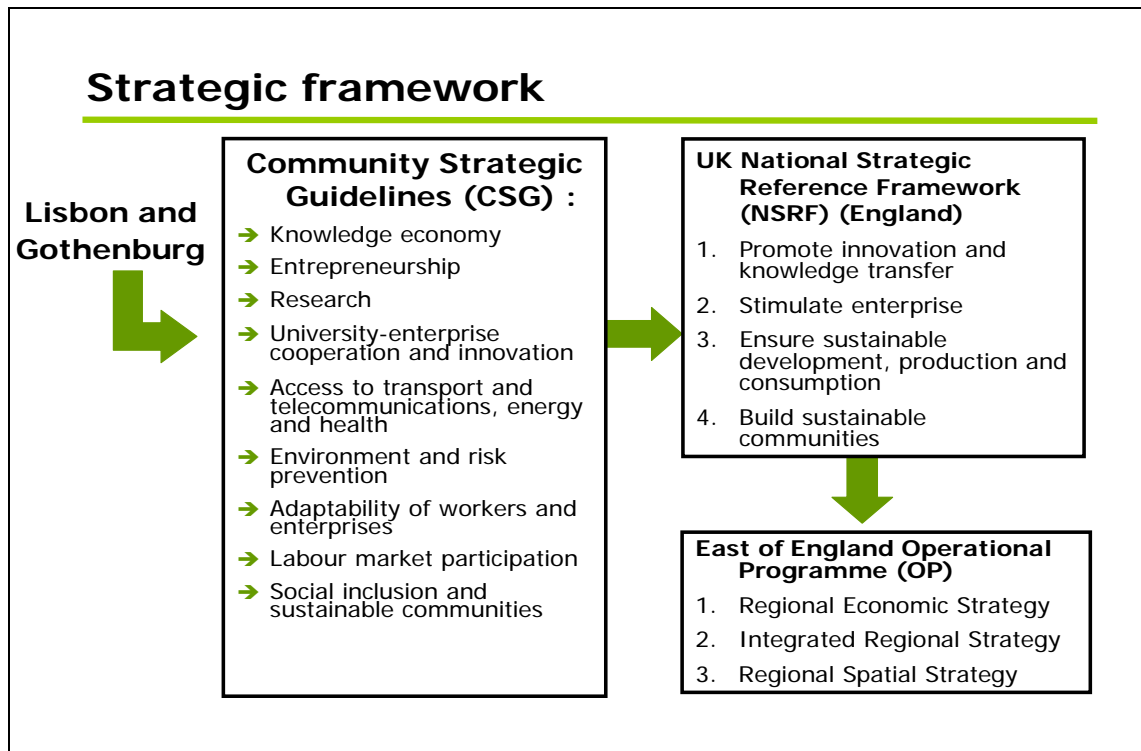 Strategic framework
Lisbon and
Gothenburg
Community Strategic
Guidelines (CSG) :
Knowledge economy
Entrepreneurship
Research
University-enterprise
cooperation and innovation
Access to transport and
telecommunications, energy
and health
Environment and risk
prevention
Adaptability of workers and
enterprises
Labour market participation
Social inclusion and
sustainable communities
UK National Strategic
Reference Framework
(NSRF) (England)
1. Promote innovation and
knowledge transfer
2. Stimulate enterprise
3. Ensure sustainable
development, production and
consumption
4. Build sustainable
communities
East of England Operational
Programme (OP)
1. Regional Economic Strategy
2. Integrated Regional Strategy
3. Regional Spatial Strategy